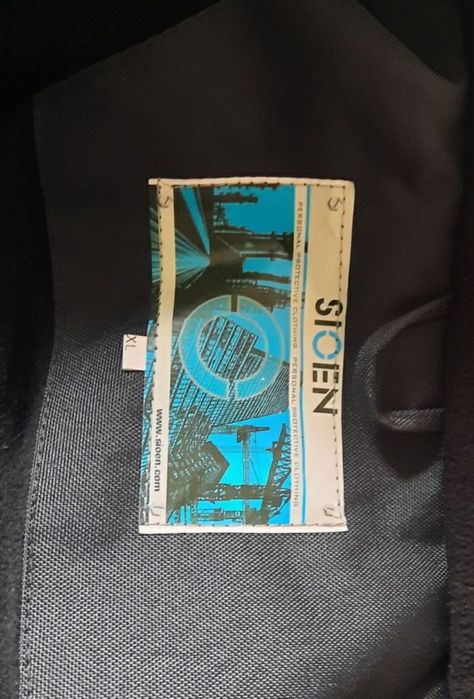 SIOEN
PERSONAL PROTECTIVE CLOTHING PERSONAL PROTECTIVE CLOTHING
www.sioen.com
XL